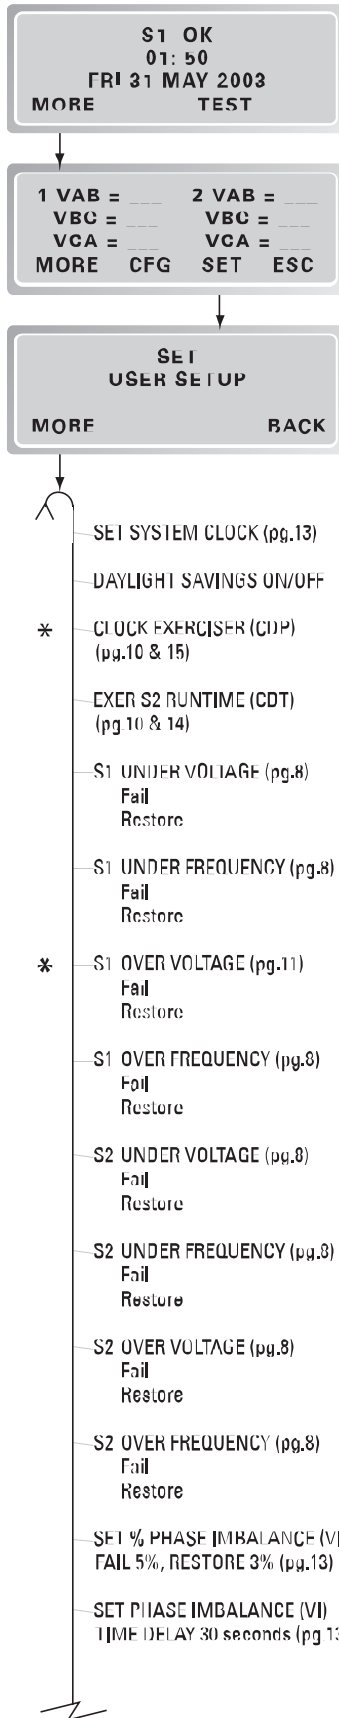 S1 OK
01: 50
FRI 31 MAY 2003
MORE TEST
1 VAB = ___ 2 VAB = ___
VBC = ___ VBC = ___
VCA = ___ VCA = ___
MORE CFG SET ESC
SET
USER SETUP
MORE BACK
SET SYSTEM CLOCK (pg.13)
DAYLIGHT SAVINGS ON/OFF
* CLOCK EXERCISER (CDP)
(pg.10 & 15)
EXER S2 RUNTIME (CDT)
(pg.10 & 14)
S1 UNDER VOLTAGE (pg.8)
Fail
Restore
S1 UNDER FREQUENCY (pg.8)
Fail
Restore
* S1 OVER VOLTAGE (pg.11)
Fail
Restore
S1 OVER FREQUENCY (pg.8)
Fail
Restore
S2 UNDER VOLTAGE (pg.8)
Fail
Restore
S2 UNDER FREQUENCY (pg.8)
Fail
Restore
S2 OVER VOLTAGE (pg.8)
Fail
Restore
S2 OVER FREQUENCY (pg.8)
Fail
Restore
SET % PHASE IMBALANCE (VI
FAIL 5%, RESTORE 3% (pg.13)
SET PHASE IMBALANCE (VI)
TIME DELAY 30 seconds (pg.13